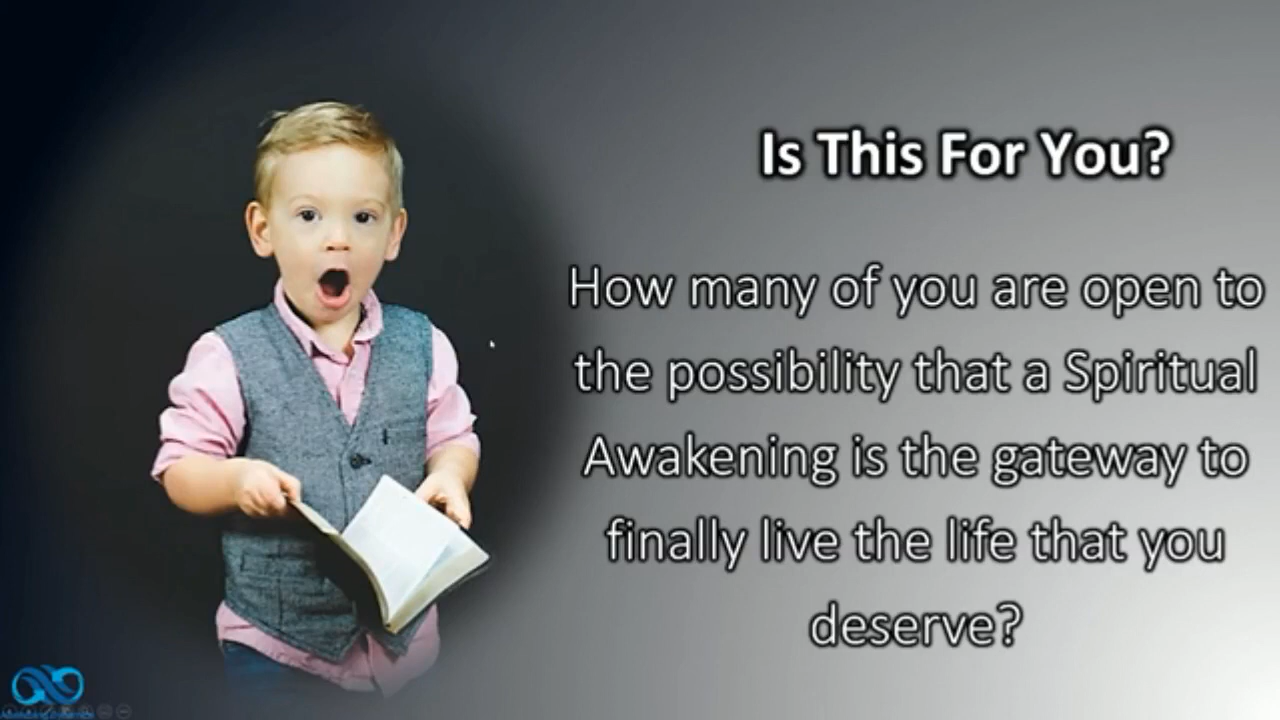 Is This For You?
How many of you are open to
the possibility that a Spiritual
Awakening is the gateway to
finally live the life that you
deserve?